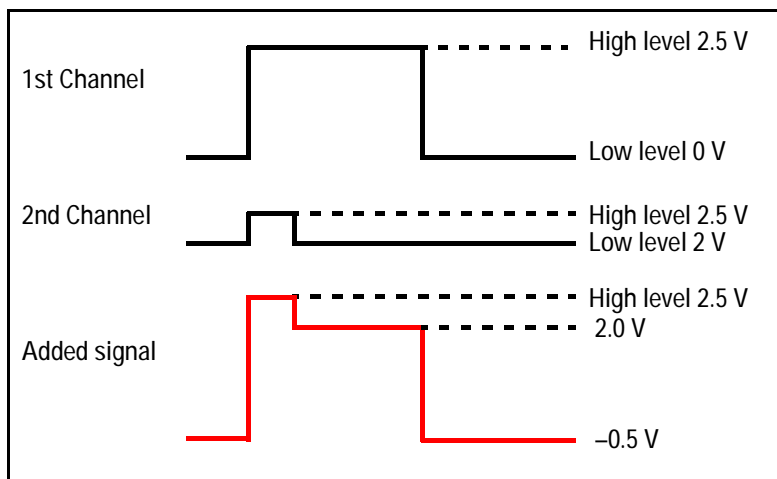 High level 2.5 V
1st Channel
Low level 0 V
2nd Channel
High level 2.5 V
Low level 2 V
High level 2.5 V
2.0 V
Added signal
–0.5 V